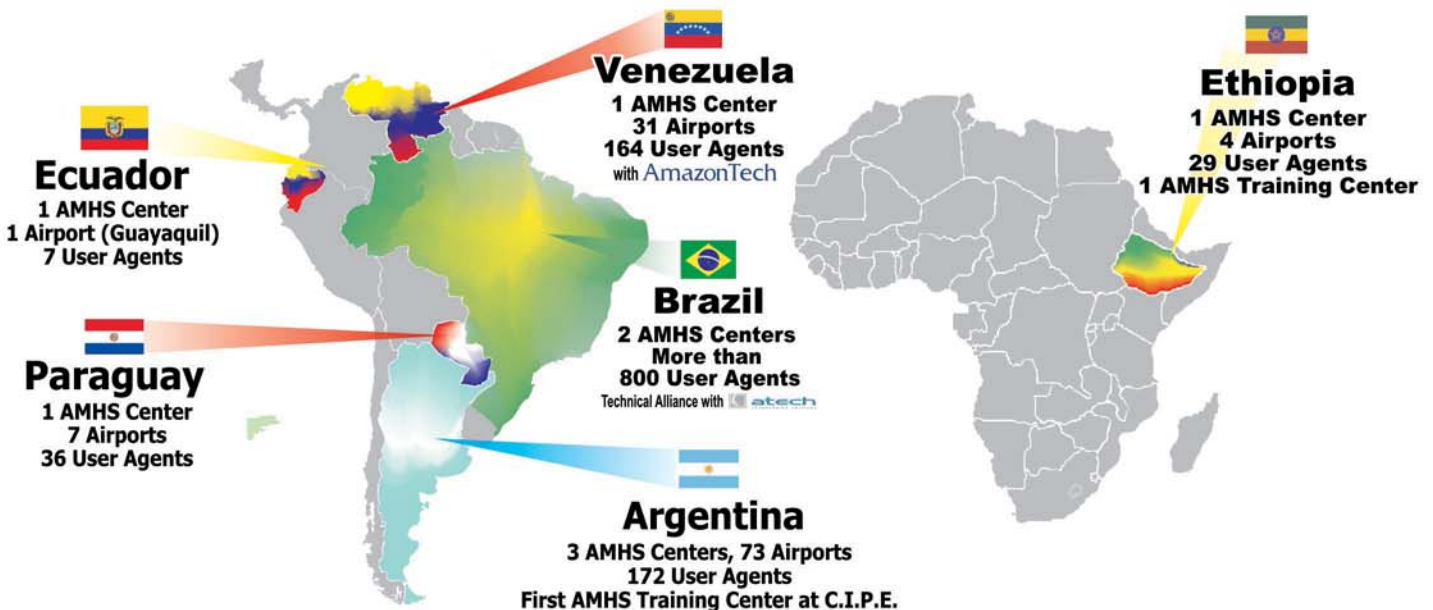 Venezuela
1 AMHS Center
31 Airports
164 User Agents
with AmazonTech
Ethiopia
1 AMHS Center
4 Airports
29 User Agents
1 AMHS Training Center
Ecuador
1 AMHS Center
1 Airport (Guayaquil)
7 User Agents
Brazil
2 AMHS Centers
More than
800 User Agents
Technical Alliance with atech
Paraguay
1 AMHS Center
7 Airports
36 User Agents
Argentina
3 AMHS Centers, 73 Airports
172 User Agents
First AMHS Training Center at C.I.P.E.